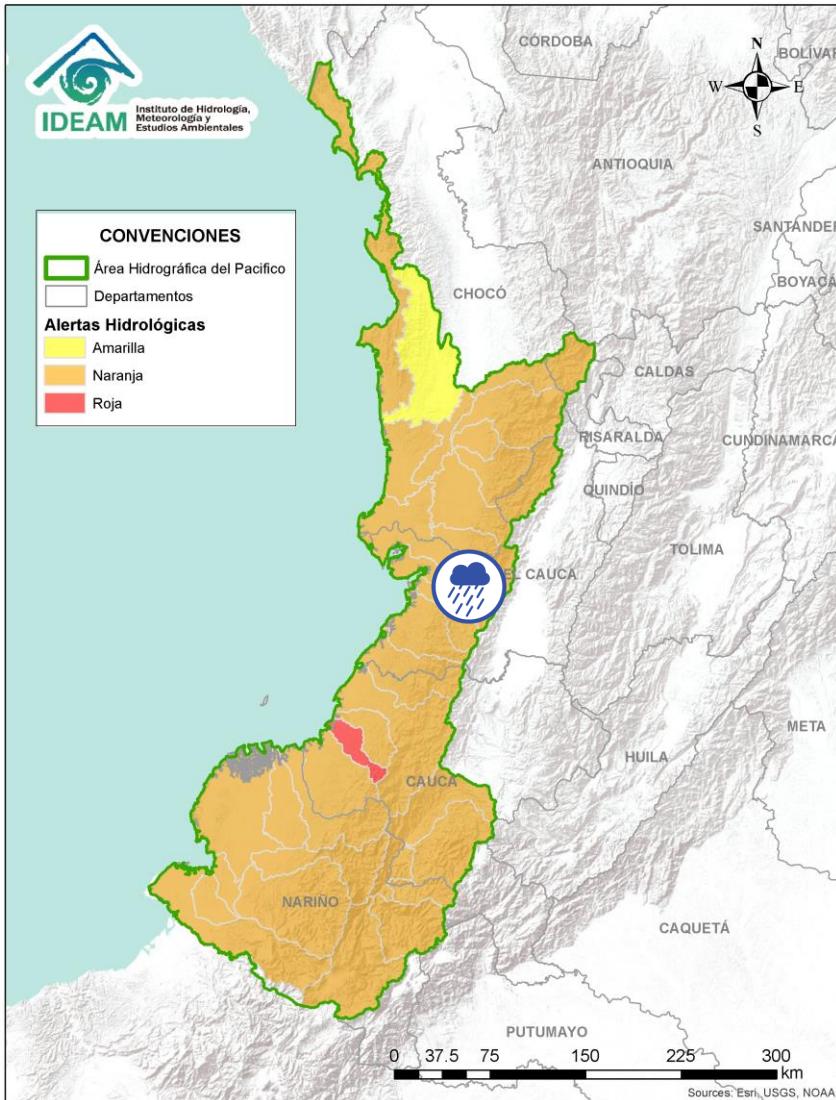 IDEAM
Instituto de Hidrología,
Meteorología y
Estudios Ambientales
CÓRDOBA
BOLÍVAR
N
W
E
S
ANTIOQUIA
CONVENCIONES
Área Hidrográfica del Pacifico
Departamentos
Alertas Hidrológicas
Amarilla
Naranja
Roja
SANTANDER
BOYACÁ
CHOCÓ
CALDAS
RISARALDA
CUNDINAMARCA
QUINDÍO
TOLIMA
EL CAUCA
META
HUILA
CAUCA
NARIÑO
CAQUETÁ
PUTUMAYO
0 37.5 75 150 225 300
km
Sources: Esri, USGS, NOAA